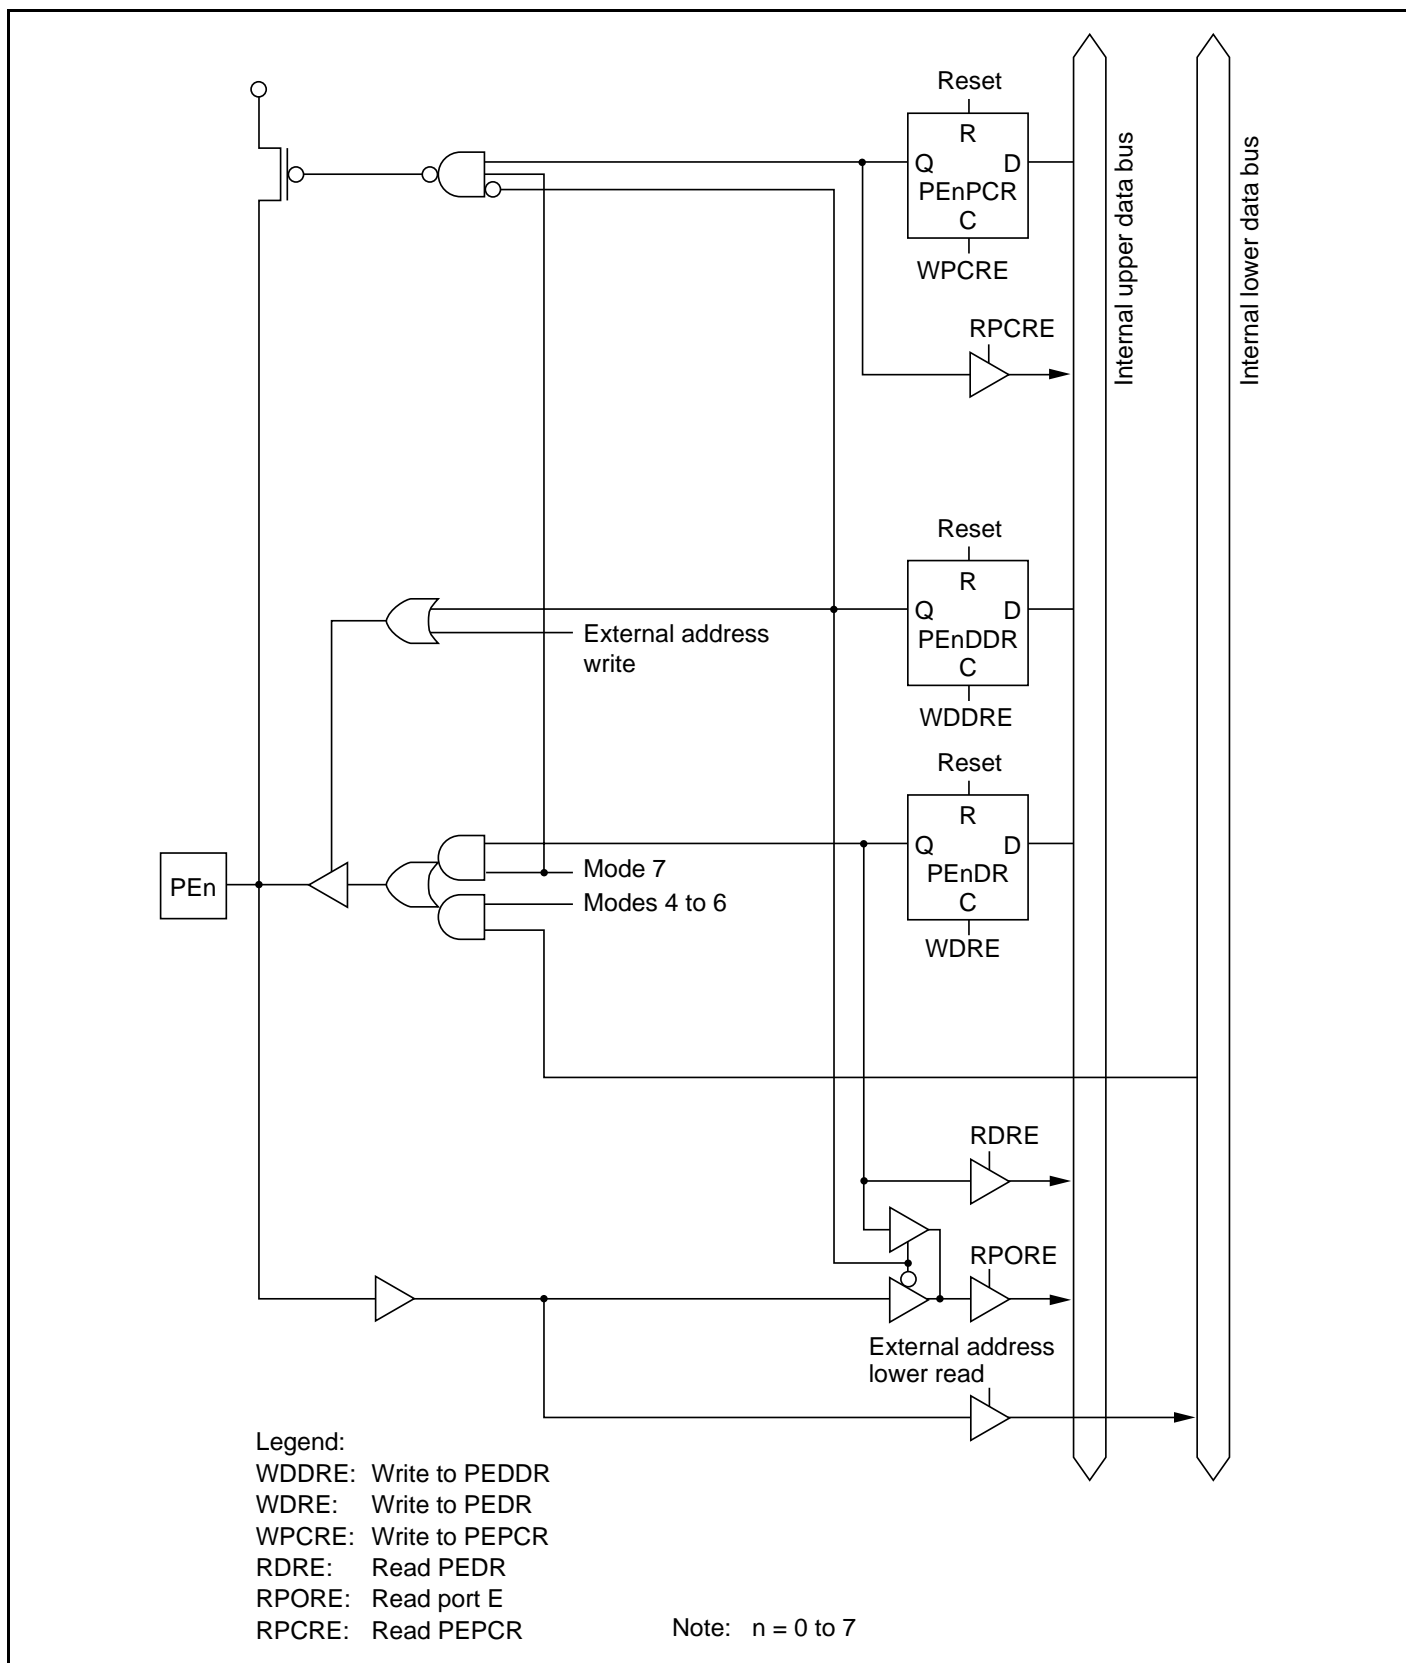 Reset
R
Q D
PEnPCR
C
WPCRE
Internal upper data bus
Internal lower data bus
RPCRE
Reset
R
Q D
PEnDDR
C
WDDRE
External address
write
Reset
R
Q D
PEnDR
C
WDRE
PEn
Mode 7
Modes 4 to 6
RDRE
RPORE
External address
lower read
Legend:
WDDRE: Write to PEDDR
WDRE: Write to PEDR
WPCRE: Write to PEPCR
RDRE: Read PEDR
RPORE: Read port E
RPCRE: Read PEPCR
Note: n = 0 to 7